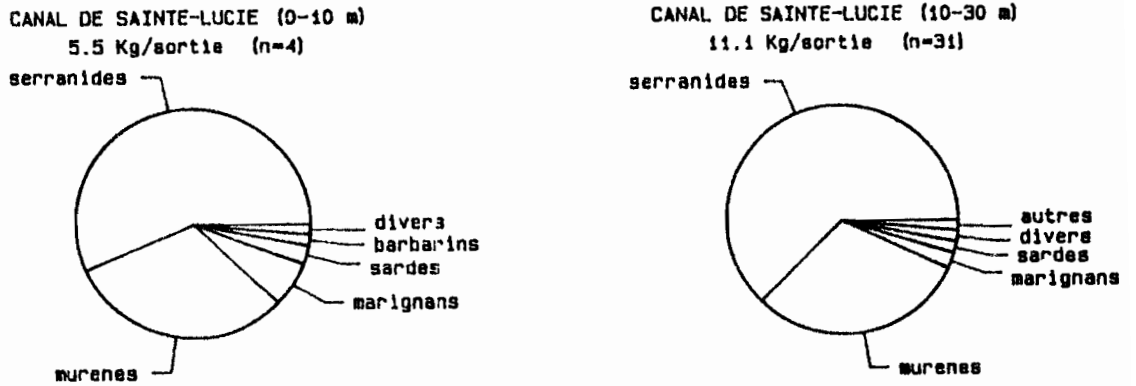 CANAL DE SAINTE-LUCIE (0-10 m)
5.5 Kg/sortie (n=4)
serranides
divers
barbarins
sardes
marignans
murenes
CANAL DE SAINTE-LUCIE (10-30 m)
11.1 Kg/sortie (n=31)
serranides
autres
divers
sardes
marignans
murenes